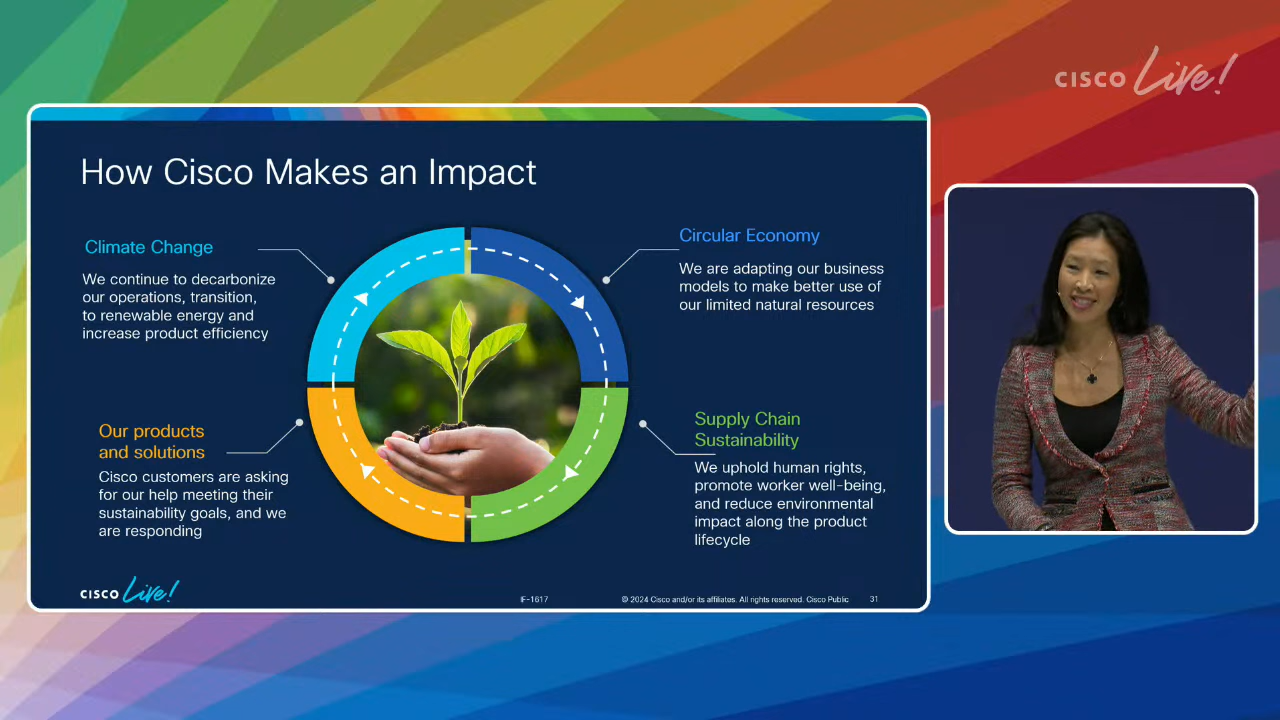 CISCO Live!
How Cisco Makes an Impact
Climate Change
We continue to decarbonize
our operations, transition,
to renewable energy and
increase product efficiency
Circular Economy
We are adapting our business
models to make better use of
our limited natural resources
Our products
and solutions
Cisco customers are asking
for our help meeting their
sustainability goals, and we
are responding
Supply Chain
Sustainability
We uphold human rights,
promote worker well-being,
and reduce environmental
impact along the product
lifecycle
CISCO Live!
IF-1617
© 2024 Cisco and/or its affiliates. All rights reserved. Cisco Public
31